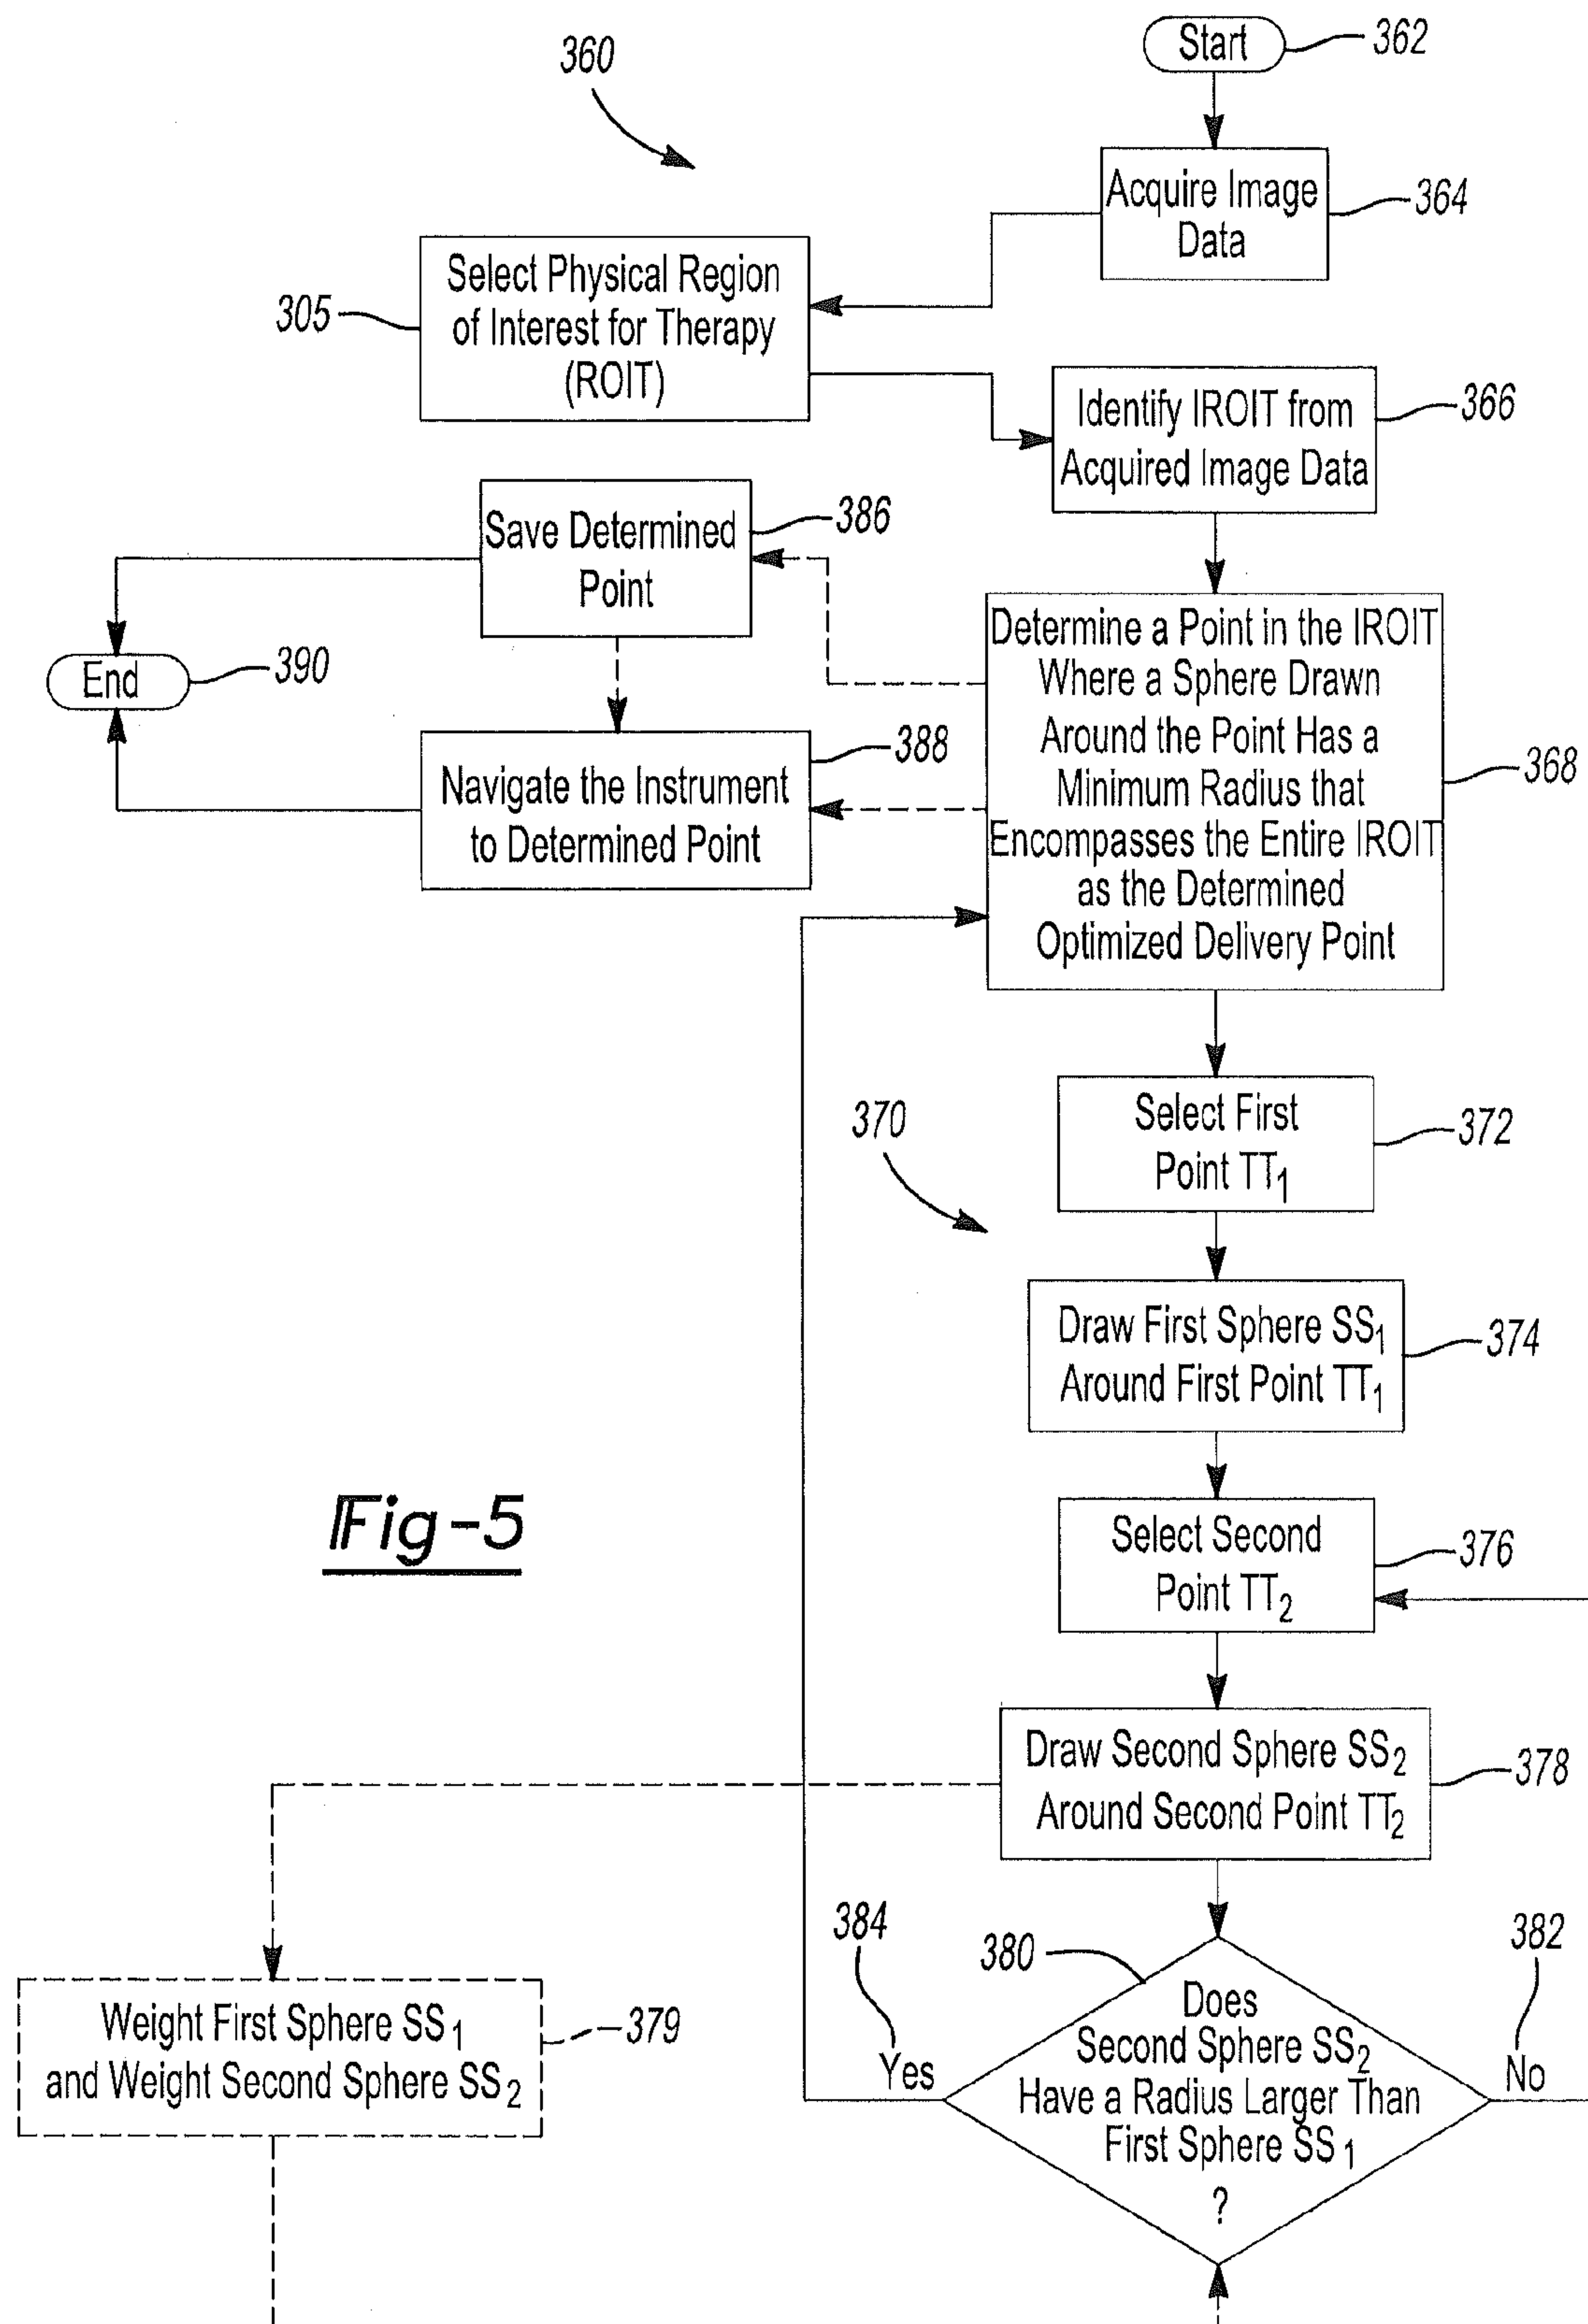 Start
362
360
Acquire Image
Data
364
Select Physical Region
of Interest for Therapy
(ROIT)
305
Identify IROIT from
Acquired Image Data
366
Save Determined
Point
386
End
390
Determine a Point in the IROIT
Where a Sphere Drawn
Around the Point Has a
Minimum Radius that
Encompasses the Entire IROIT
as the Determined
Optimized Delivery Point
368
Navigate the Instrument
to Determined Point
388
Select First
Point TT₁
372
370
Draw First Sphere SS₁
Around First Point TT₁
374
Fig-5
Select Second
Point TT₂
376
Draw Second Sphere SS₂
Around Second Point TT₂
378
384
380
382
Weight First Sphere SS₁
and Weight Second Sphere SS₂
379
Yes
Does
Second Sphere SS₂
Have a Radius Larger Than
First Sphere SS₁
?
No